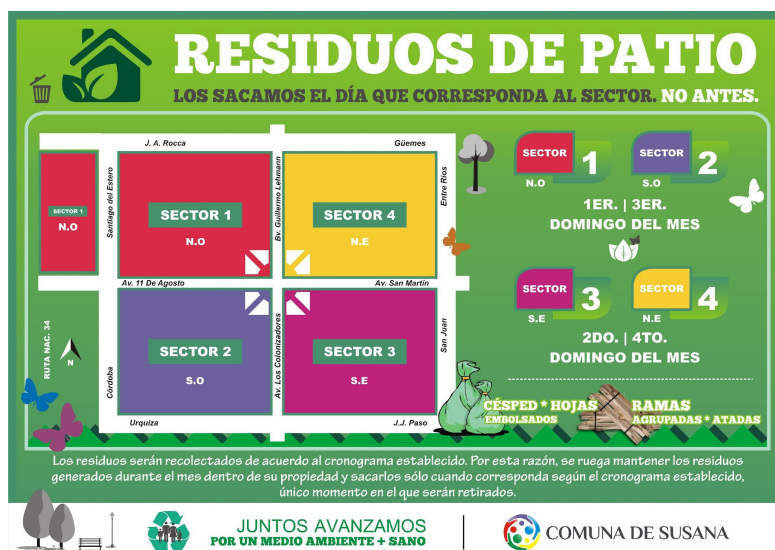 RESIDUOS DE PATIO
LOS SACAMOS EL DÍA QUE CORRESPONDA AL SECTOR. NO ANTES.
J. A. Rocca
Güemes
Santiago del Estero
Bv. Guillermo Lehmann
Entre Ríos
SECTOR 1
N.O
SECTOR 1
N.O
SECTOR 4
N.E
Av. 11 De Agosto
Av. San Martín
RUTA NAC. 34
N
Córdoba
SECTOR 2
S.O
Av. Los Colonizadores
SECTOR 3
S.E
San Juan
Urquiza
J.J. Paso
SECTOR 1
N.O
SECTOR 2
S.O
1ER. | 3ER.
DOMINGO DEL MES
SECTOR 3
S.E
SECTOR 4
N.E
2DO. | 4TO.
DOMINGO DEL MES
CÉSPED * HOJAS
EMBOLSADOS
RAMAS
AGRUPADAS * ATADAS
Los residuos serán recolectados de acuerdo al cronograma establecido. Por esta razón, se ruega mantener los residuos
generados durante el mes dentro de su propiedad y sacarlos sólo cuando corresponda según el cronograma establecido,
único momento en el que serán retirados.
JUNTOS AVANZAMOS
POR UN MEDIO AMBIENTE + SANO
COMUNA DE SUSANA